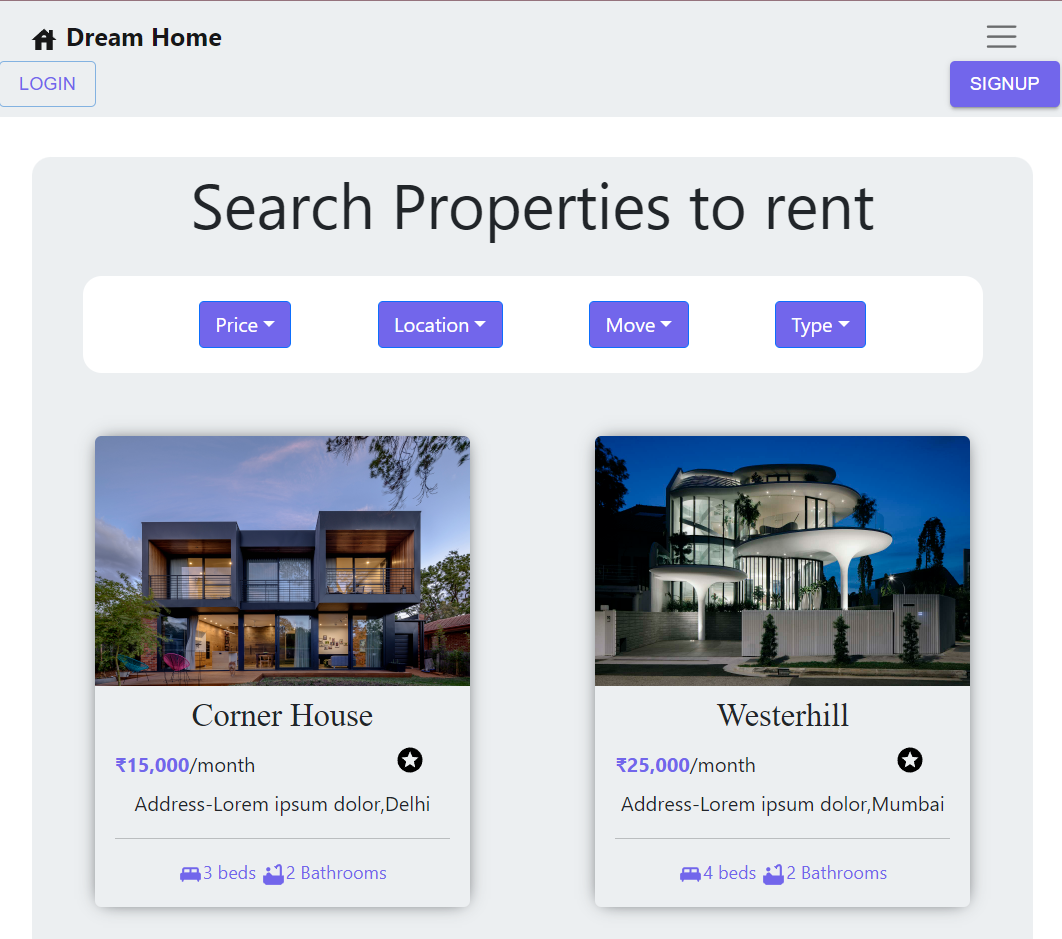 Dream Home
LOGIN
SIGNUP
Search Properties to rent
Price
Location
Move
Type
Corner House
₹15,000/month
Address-Lorem ipsum dolor,Delhi
3 beds 2 Bathrooms
Westerhill
₹25,000/month
Address-Lorem ipsum dolor,Mumbai
4 beds 2 Bathrooms